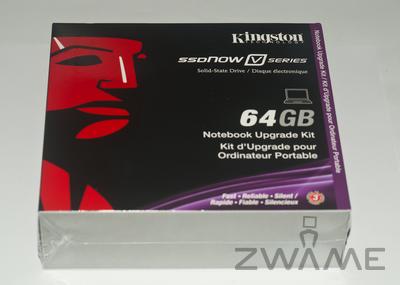 Kingston
TECHNOLOGY
SSDNOW V SERIES
Solid-State Drive / Disque électronique
64GB
Notebook Upgrade Kit
Kit d'Upgrade pour
Ordinateur Portable
Fast · Reliable · Silent /
Rapide · Fiable · Silencieux
3
Notebook Upgrade Kit / Kit d'Upgrade pour Ordinateur Portable
ZWAME